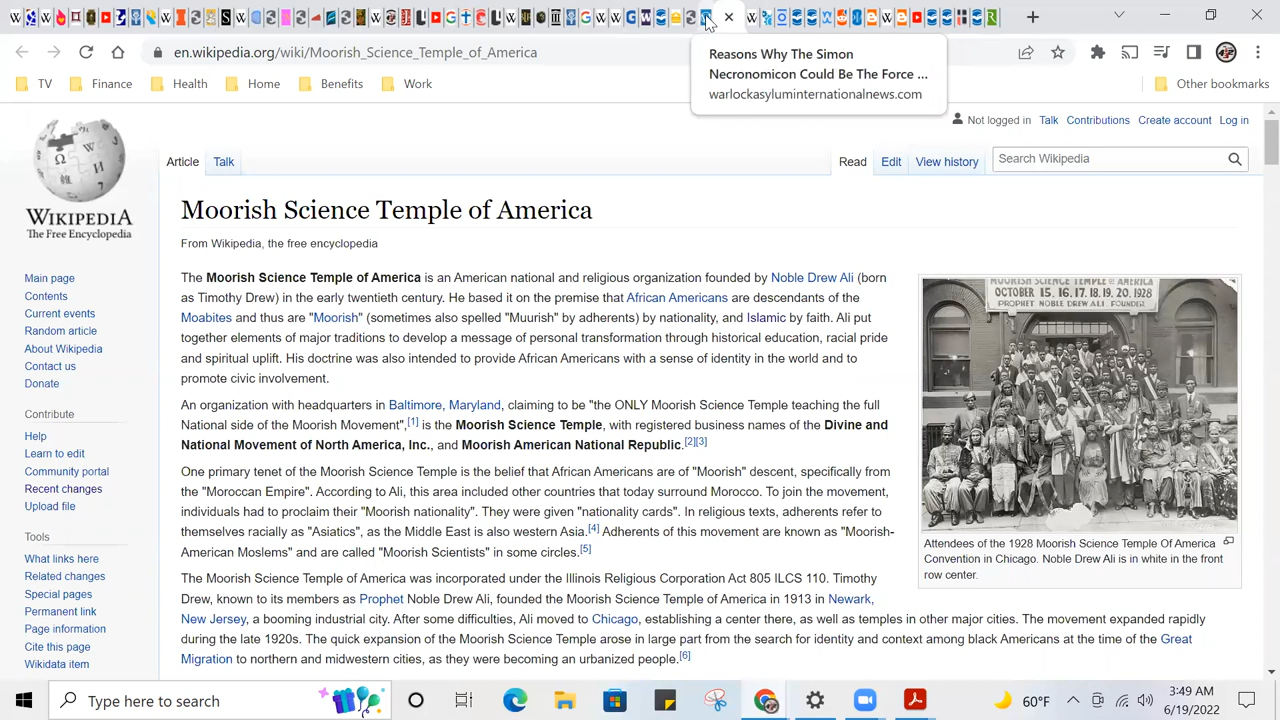 en.wikipedia.org/wiki/Moorish_Science_Temple_of_America
Reasons Why The Simon
Necronomicon Could Be The Force ...
warlockasyluminternationalnews.com
TV
Finance
Health
Home
Benefits
Work
Other bookmarks
Not logged in
Talk
Contributions
Create account
Log in
WIKIPEDIA
The Free Encyclopedia
Article
Talk
Read
Edit
View history
Search Wikipedia
Main page
Contents
Current events
Random article
About Wikipedia
Contact us
Donate
Contribute
Help
Learn to edit
Community portal
Recent changes
Upload file
Tools
What links here
Related changes
Special pages
Permanent link
Page information
Cite this page
Wikidata item
Moorish Science Temple of America
From Wikipedia, the free encyclopedia
The Moorish Science Temple of America is an American national and religious organization founded by Noble Drew Ali (born
as Timothy Drew) in the early twentieth century. He based it on the premise that African Americans are descendants of the
Moabites and thus are "Moorish" (sometimes also spelled "Muurish" by adherents) by nationality, and Islamic by faith. Ali put
together elements of major traditions to develop a message of personal transformation through historical education, racial pride
and spiritual uplift. His doctrine was also intended to provide African Americans with a sense of identity in the world and to
promote civic involvement.
An organization with headquarters in Baltimore, Maryland, claiming to be "the ONLY Moorish Science Temple teaching the full
National side of the Moorish Movement",[1] is the Moorish Science Temple, with registered business names of the Divine and
National Movement of North America, Inc., and Moorish American National Republic.[2][3]
One primary tenet of the Moorish Science Temple is the belief that African Americans are of "Moorish" descent, specifically from
the "Moroccan Empire". According to Ali, this area included other countries that today surround Morocco. To join the movement,
individuals had to proclaim their "Moorish nationality". They were given "nationality cards". In religious texts, adherents refer to
themselves racially as "Asiatics", as the Middle East is also western Asia.[4] Adherents of this movement are known as "Moorish-
American Moslems" and are called "Moorish Scientists" in some circles.[5]
The Moorish Science Temple of America was incorporated under the Illinois Religious Corporation Act 805 ILCS 110. Timothy
Drew, known to its members as Prophet Noble Drew Ali, founded the Moorish Science Temple of America in 1913 in Newark,
New Jersey, a booming industrial city. After some difficulties, Ali moved to Chicago, establishing a center there, as well as temples in other major cities. The movement expanded rapidly
during the late 1920s. The quick expansion of the Moorish Science Temple arose in large part from the search for identity and context among black Americans at the time of the Great
Migration to northern and midwestern cities, as they were becoming an urbanized people.[6]
MOORISH SCIENCE TEMPLE OF AMERICA
OCTOBER 15. 16. 17. 18. 19. 20. 1928
PROPHET NOBLE DREW ALI FOUNDER
Attendees of the 1928 Moorish Science Temple Of America
Convention in Chicago. Noble Drew Ali is in white in the front
row center.
Type here to search
60°F
3:49 AM
6/19/2022